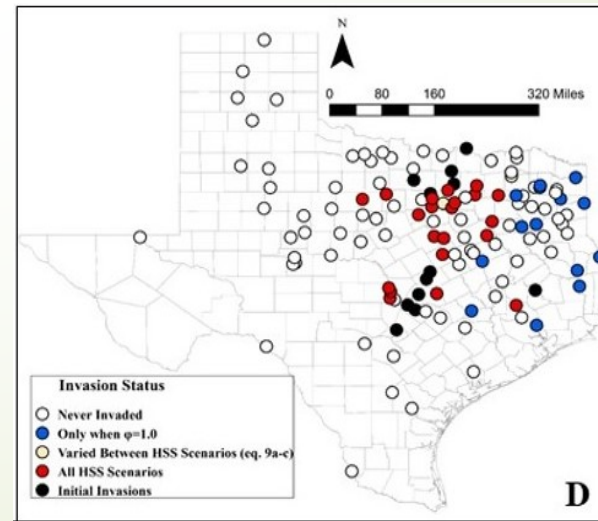 N
0 80 160 320 Miles
Invasion Status
Never Invaded
Only when φ=1.0
Varied Between HSS Scenarios (eq. 9a-c)
All HSS Scenarios
Initial Invasions
D